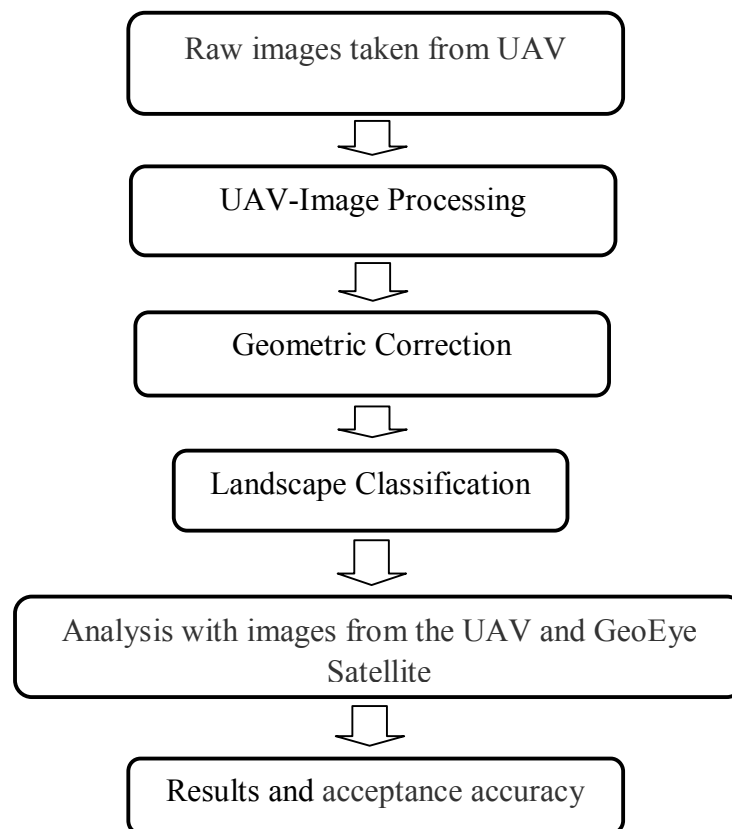 Raw images taken from UAV
UAV-Image Processing
Geometric Correction
Landscape Classification
Analysis with images from the UAV and GeoEye
Satellite
Results and acceptance accuracy